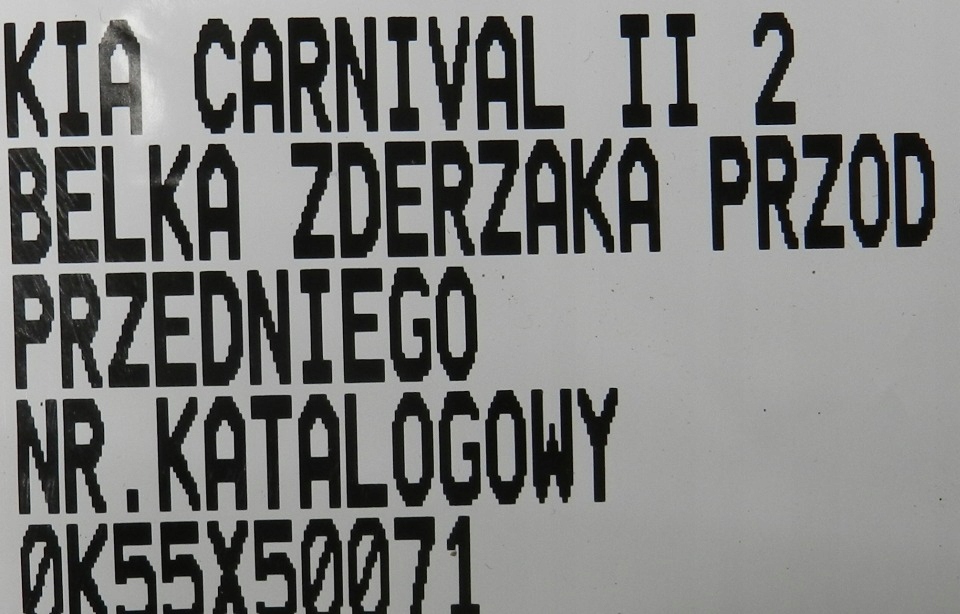 KIA CARNIVAL II 2
BELKA ZDERZAKA PRZOD
PRZEDNIEGO
NR.KATALOGOWY
0K55X50071